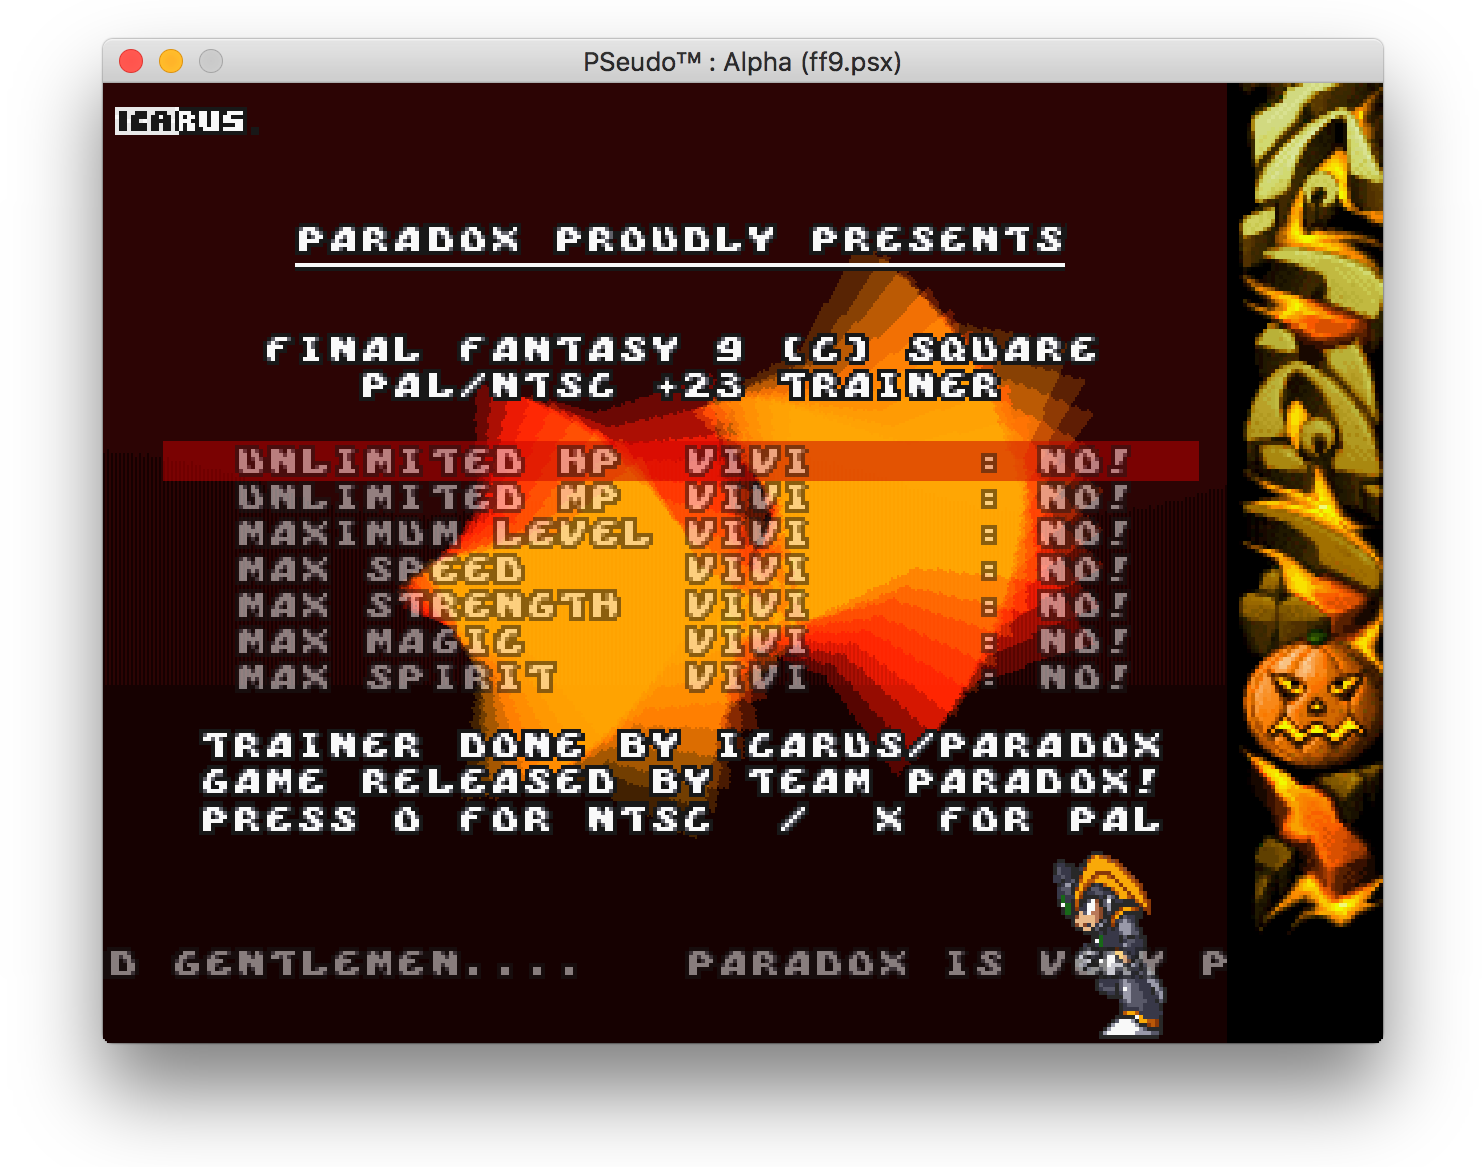 PSeudo™ : Alpha (ff9.psx)
ICARUS.
PARADOX PROUDLY PRESENTS
FINAL FANTASY 9 (C) SQUARE
PAL/NTSC +23 TRAINER
UNLIMITED HP VIVI : NO!
UNLIMITED MP VIVI : NO!
MAXIMUM LEVEL VIVI : NO!
MAX SPEED VIVI : NO!
MAX STRENGTH VIVI : NO!
MAX MAGIC VIVI : NO!
MAX SPIRIT VIVI : NO!
TRAINER DONE BY ICARUS/PARADOX
GAME RELEASED BY TEAM PARADOX!
PRESS O FOR NTSC / X FOR PAL
D GENTLEMEN.... PARADOX IS VERY P